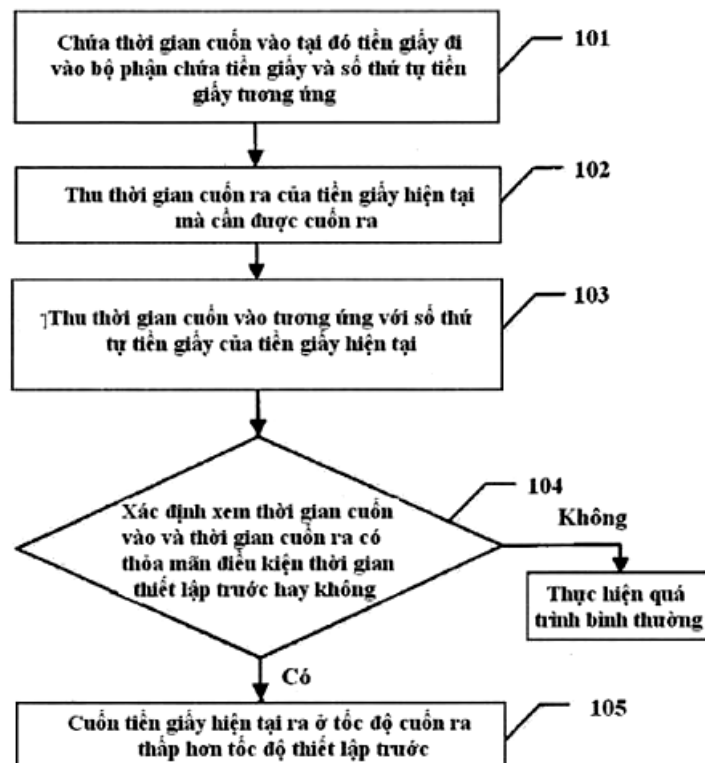 Chứa thời gian cuốn vào tại đó tiền giấy đi
vào bộ phận chứa tiền giấy và số thứ tự tiền
giấy tương ứng
101
Thu thời gian cuốn ra của tiền giấy hiện tại
mà cần được cuốn ra
102
Thu thời gian cuốn vào tương ứng với số thứ
tự tiền giấy của tiền giấy hiện tại
103
Xác định xem thời gian cuốn
vào và thời gian cuốn ra có
thỏa mãn điều kiện thời gian
thiết lập trước hay không
104
Không
Thực hiện quá
trình bình thường
Có
Cuốn tiền giấy hiện tại ra ở tốc độ cuốn ra
thấp hơn tốc độ thiết lập trước
105